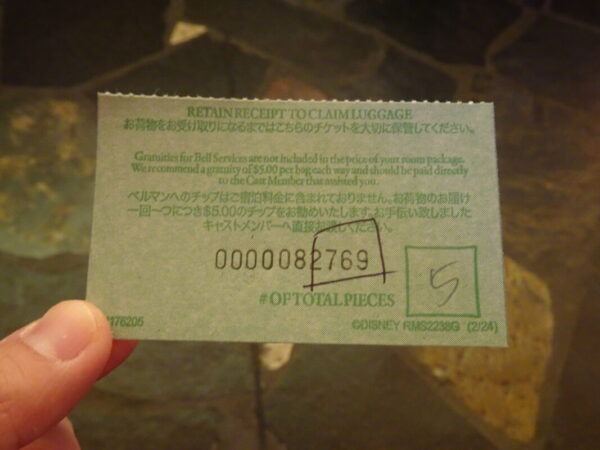 RETAIN RECEIPT TO CLAIM LUGGAGE
お荷物をお受け取りになるまではこちらのチケットを大切に保管してください。
Gratuities for Bell Services are not included in the price of your room package.
We recommend a gratuity of $5.00 per bag each way and should be paid directly
to the Cast Member that assisted you.
ベルマンへのチップはご宿泊料金に含まれておりません。お荷物のお届け
一回一つにつき$5.00のチップをお勧めいたします。お手伝い致しました
キャストメンバーへ直接お渡しください。
0000082769
# OF TOTAL PIECES
5
176205
©DISNEY RMS2238G (2/24)